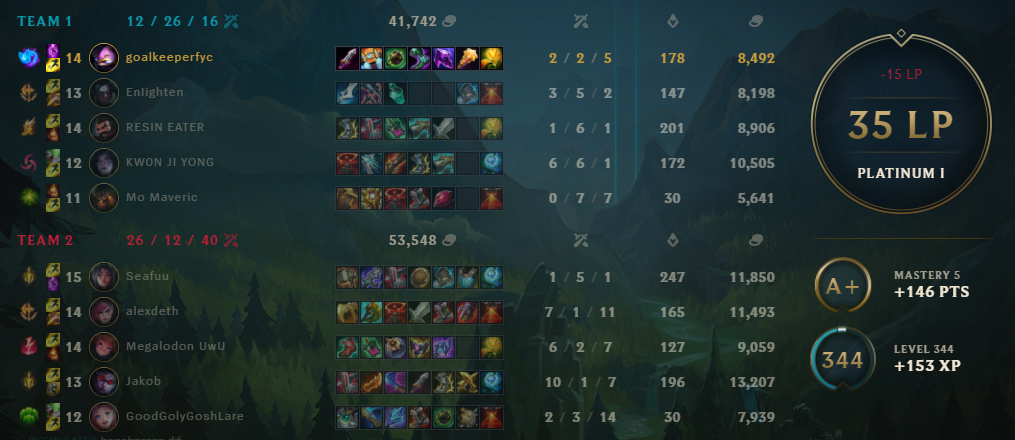 TEAM 1 12 / 26 / 16 41,742
14 goalkeeperfyc 2 / 2 / 5 178 8,492
13 Enlighten 3 / 5 / 2 147 8,198
14 RESIN EATER 1 / 6 / 1 201 8,906
12 KWON JI YONG 6 / 6 / 1 172 10,505
11 Mo Maveric 0 / 7 / 7 30 5,641
TEAM 2 26 / 12 / 40 53,548
15 Seafuu 1 / 5 / 1 247 11,850
14 alexdeth 7 / 1 / 11 165 11,493
14 Megalodon UwU 6 / 2 / 7 127 9,059
13 Jakob 10 / 1 / 7 196 13,207
12 GoodGolyGoshLare 2 / 3 / 14 30 7,939
-15 LP
35 LP
PLATINUM I
A+
MASTERY 5
+146 PTS
344
LEVEL 344
+153 XP